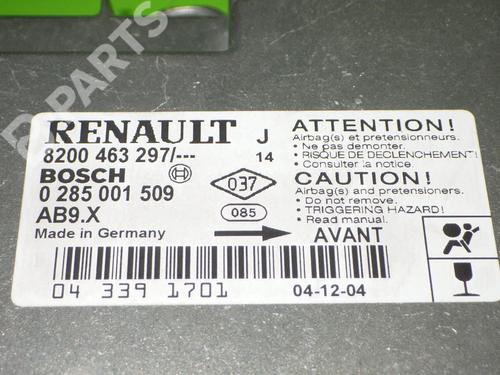 B-PARTS
RENAULT J
8200 463 297/--- 14
BOSCH
0 285 001 509
AB9.X
Made in Germany
037
085
AVANT
ATTENTION!
Airbag(s) et pretensionneurs.
• Ne pas demonter.
• RISQUE DE DECLENCHEMENT!
• Consulter la notice.
CAUTION!
Airbag(s) and pretensioners.
• Do not remove.
• TRIGGERING HAZARD!
• Read manual.
04 339 1701
04-12-04